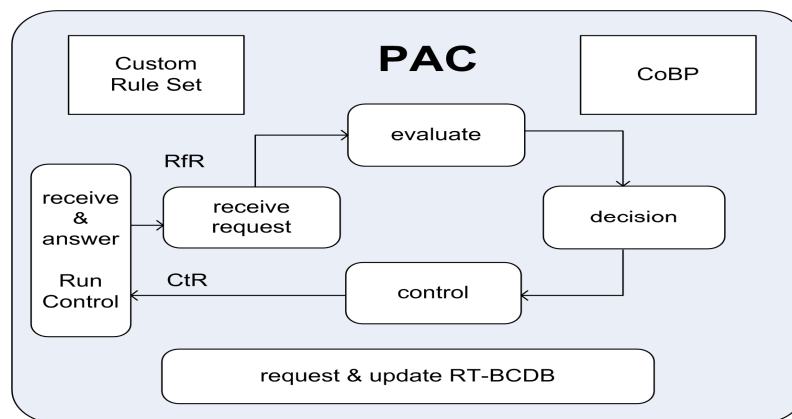 Custom
Rule Set
PAC
CoBP
evaluate
RfR
receive
&
answer
Run
Control
receive
request
decision
CtR
control
request & update RT-BCDB